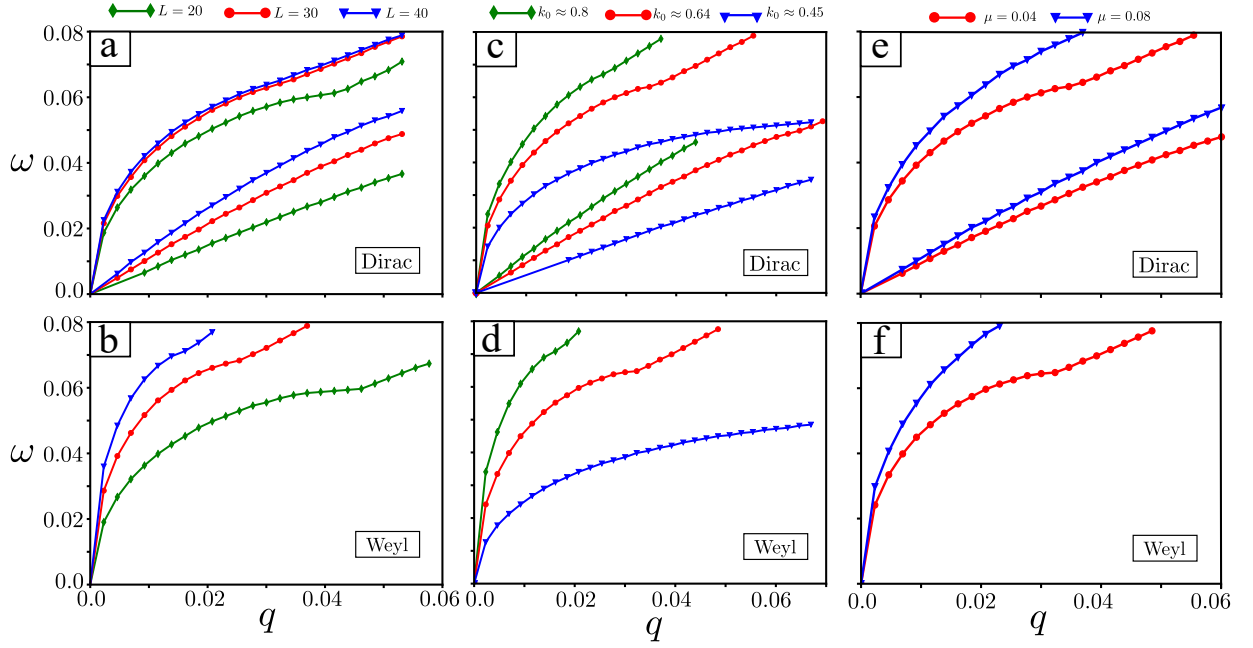 L = 20 L = 30 L = 40
k₀ ≈ 0.8 k₀ ≈ 0.64 k₀ ≈ 0.45
μ = 0.04 μ = 0.08
a
0.08
0.06
0.04
0.02
0.0
ω
Dirac
c
Dirac
e
Dirac
b
0.08
0.06
0.04
0.02
0.0
ω
Weyl
0.0 0.02 0.04 0.06
q
d
Weyl
0.0 0.02 0.04 0.06
q
f
Weyl
0.0 0.02 0.04 0.06
q